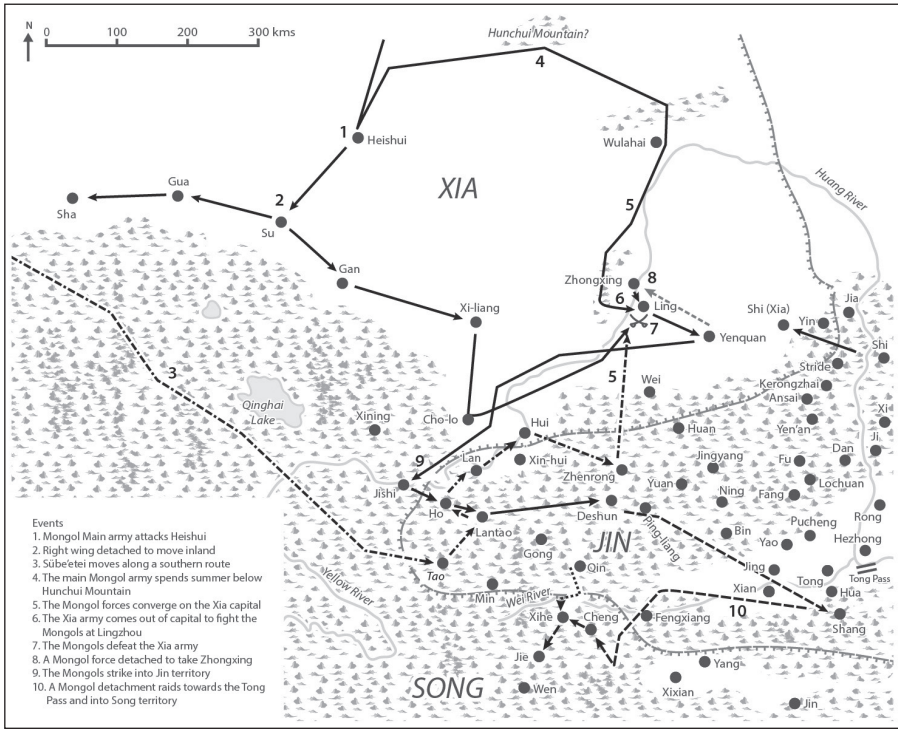 N
0 100 200 300 kms
Hunchui Mountain?
4
1
Heishui
Wulahai
XIA
Huang River
Gua
Sha
2
Su
5
Gan
Zhongxing
8
Xi-liang
6
Ling
7
Yenquan
Shi (Xia)
Yin
Jia
Shi
Stride
3
5
Wei
Kerongzhai
Ansai
Qinghai
Lake
Xining
Cho-lo
Hui
Huan
Yen'an
Xi
Ji
9
Lan
Xin-hui
Zhenrong
Jingyang
Fu
Dan
Jishi
Yuan
Lochuan
Ho
Deshun
Ning
Fang
Lantao
Ping-liang
Pucheng
Rong
Gong
JIN
Bin
Yao
Hezhong
Tao
Qin
Jing
Tong
Tong Pass
Yellow River
Min
Wei River
Xian
Hua
10
Xihe
Cheng
Fengxiang
Shang
Jie
Yang
SONG
Wen
Xixian
Jin
Events
1. Mongol Main army attacks Heishui
2. Right wing detached to move inland
3. Sübe'etei moves along a southern route
4. The main Mongol army spends summer below
Hunchui Mountain
5. The Mongol forces converge on the Xia capital
6. The Xia army comes out of capital to fight the
Mongols at Lingzhou
7. The Mongols defeat the Xia army
8. A Mongol force detached to take Zhongxing
9. The Mongols strike into Jin territory
10. A Mongol detachment raids towards the Tong
Pass and into Song territory